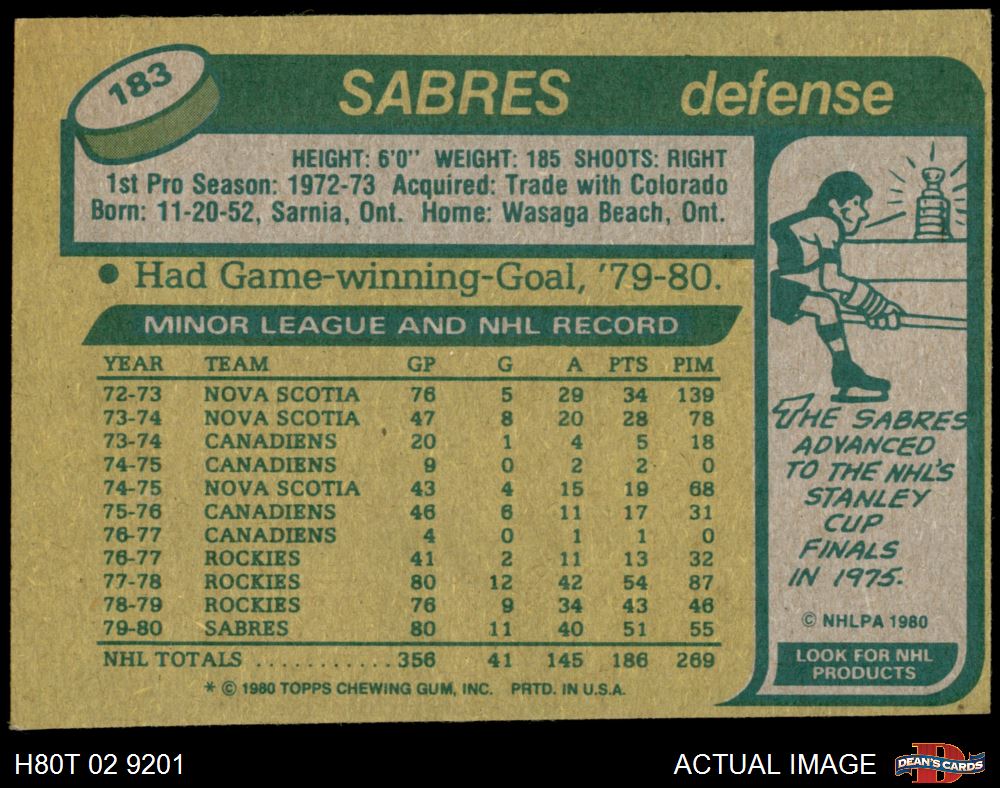 183
SABRES defense
HEIGHT: 6'0" WEIGHT: 185 SHOOTS: RIGHT
1st Pro Season: 1972-73 Acquired: Trade with Colorado
Born: 11-20-52, Sarnia, Ont. Home: Wasaga Beach, Ont.
• Had Game-winning-Goal, '79-80.
MINOR LEAGUE AND NHL RECORD
YEAR TEAM GP G A PTS PIM
72-73 NOVA SCOTIA 76 5 29 34 139
73-74 NOVA SCOTIA 47 8 20 28 78
73-74 CANADIENS 20 1 4 5 18
74-75 CANADIENS 9 0 2 2 0
74-75 NOVA SCOTIA 43 4 15 19 68
75-76 CANADIENS 46 6 11 17 31
76-77 CANADIENS 4 0 1 1 0
76-77 ROCKIES 41 2 11 13 32
77-78 ROCKIES 80 12 42 54 87
78-79 ROCKIES 76 9 34 43 46
79-80 SABRES 80 11 40 51 55
NHL TOTALS ........... 356 41 145 186 269
* © 1980 TOPPS CHEWING GUM, INC. PRTD. IN U.S.A.
THE SABRES
ADVANCED
TO THE NHL'S
STANLEY
CUP
FINALS
IN 1975.
© NHLPA 1980
LOOK FOR NHL
PRODUCTS
H80T 02 9201
ACTUAL IMAGE
D
DEAN'S CARDS